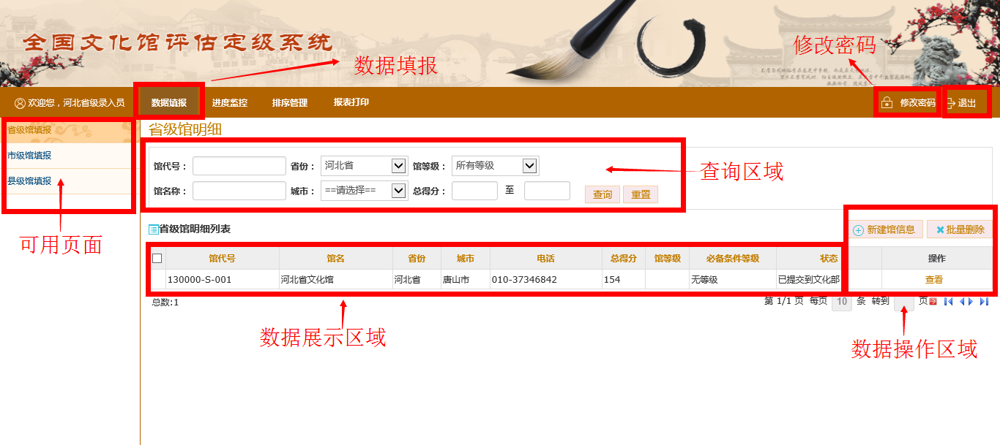 全国文化馆评估定级系统
数据填报
修改密码
欢迎您，河北省级录入员 数据填报 进度监控 排序管理 报表打印 修改密码 退出
省级馆填报
市级馆填报
县级馆填报
可用页面
省级馆明细
馆代号： 省份： 河北省 馆等级： 所有等级
馆名称： 城市： ==请选择== 总得分： 至 查询 重置
查询区域
省级馆明细列表 新建馆信息 批量删除
馆代号 馆名 省份 城市 电话 总得分 馆等级 必备条件等级 状态 操作
130000-S-001 河北省文化馆 河北省 唐山市 010-37346842 154 无等级 已提交到文化部 查看
总数:1 第 1/1 页 每页 10 条 转到 页
数据展示区域
数据操作区域